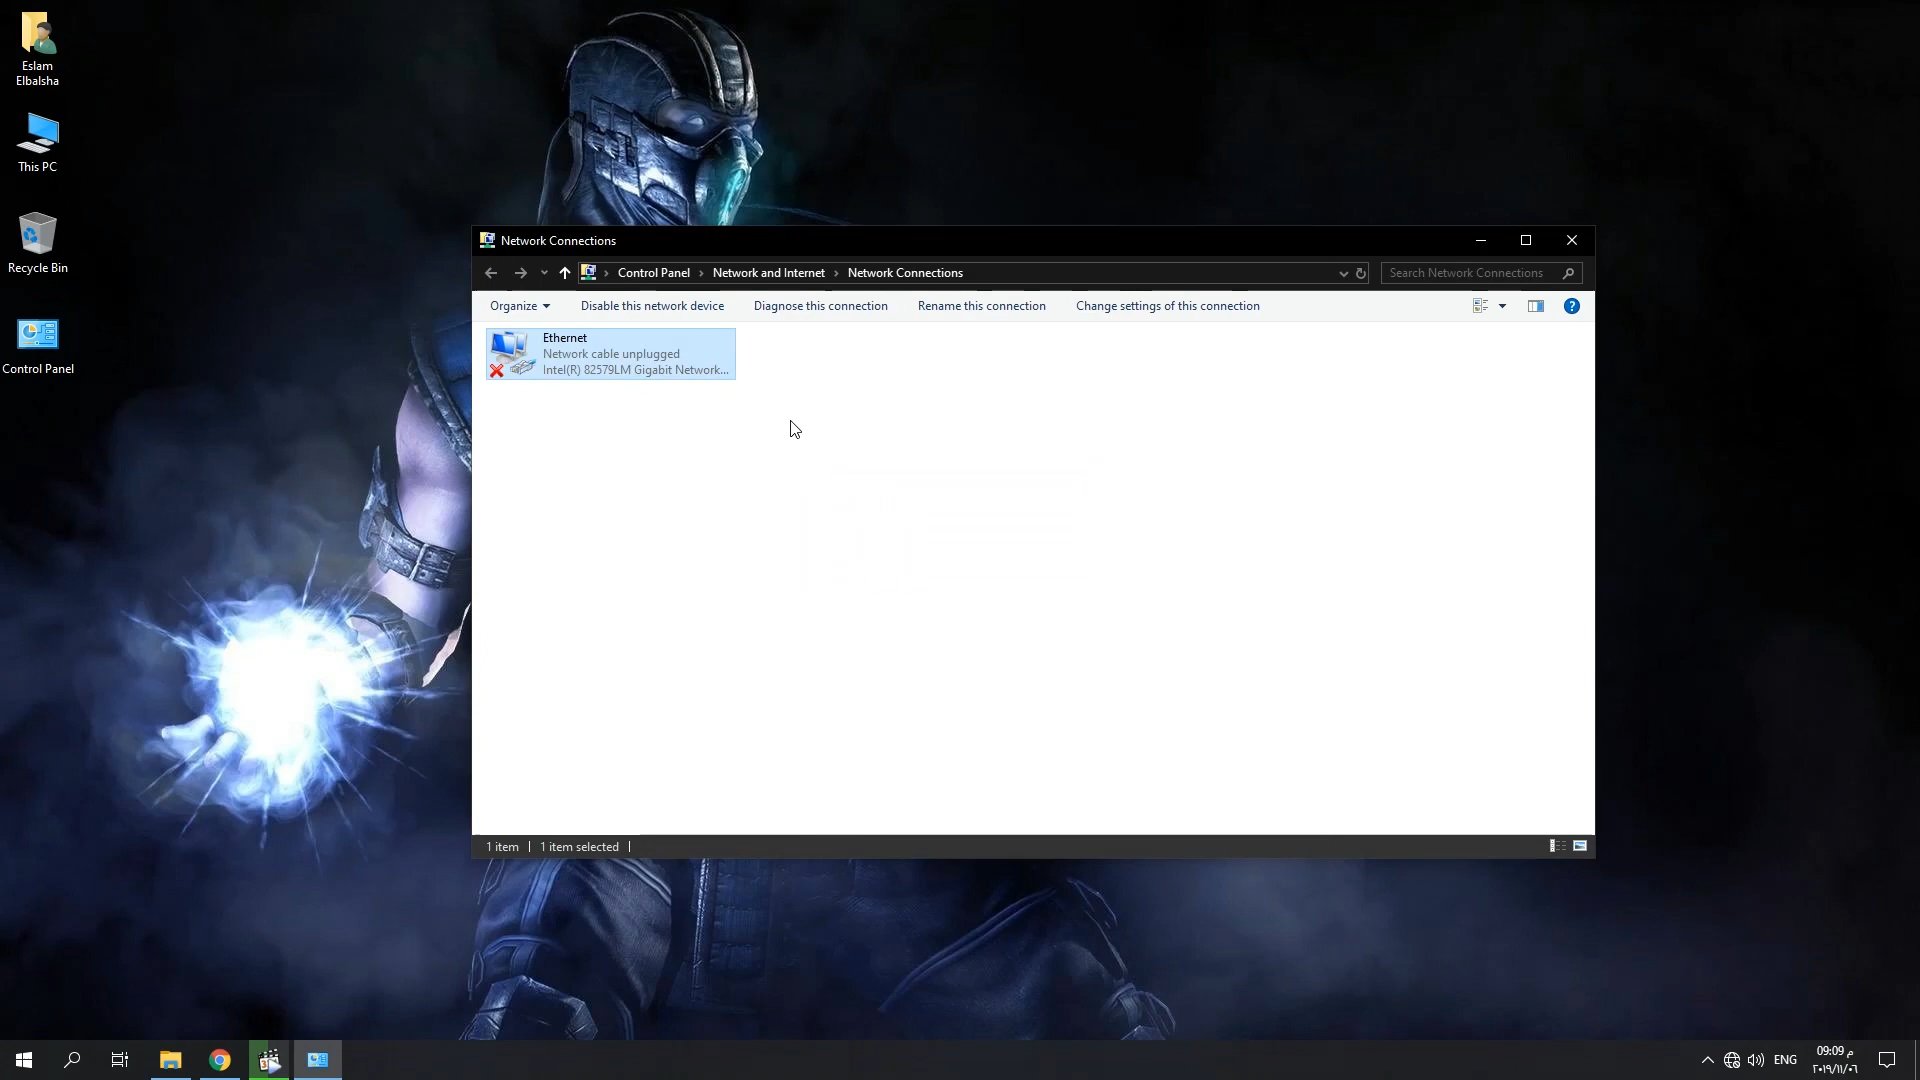 Eslam
Elbalsha
This PC
Recycle Bin
Control Panel
Network Connections
Control Panel
Network and Internet
Network Connections
Search Network Connections
Organize
Disable this network device
Diagnose this connection
Rename this connection
Change settings of this connection
Ethernet
Network cable unplugged
Intel(R) 82579LM Gigabit Network...
1 item
1 item selected
ENG
09:09 م
٢٠١٩/١١/٠٦